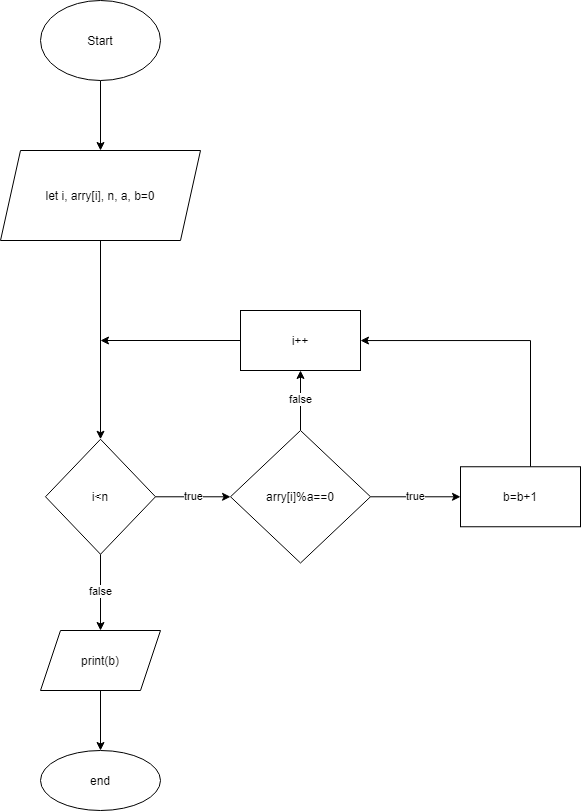 Start
let i, arry[i], n, a, b=0
i++
false
i<n
true
arry[i]%a==0
true
b=b+1
false
print(b)
end